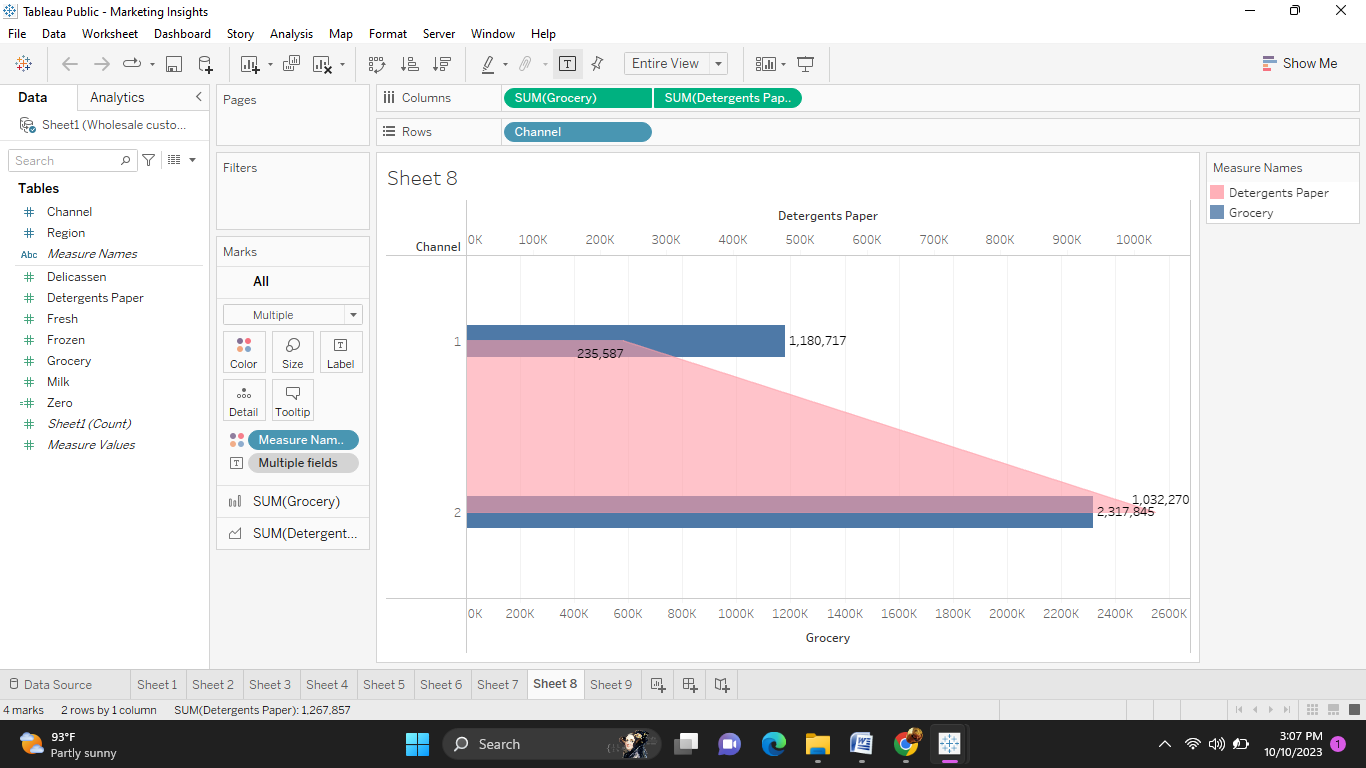 Tableau Public - Marketing Insights
File Data Worksheet Dashboard Story Analysis Map Format Server Window Help
Entire View
Show Me
Data Analytics
Sheet1 (Wholesale custo...
Search
Tables
Channel
Region
Abc Measure Names
Delicassen
Detergents Paper
Fresh
Frozen
Grocery
Milk
Zero
Sheet1 (Count)
Measure Values
Pages
Filters
Marks
All
Multiple
Color Size Label
Detail Tooltip
Measure Nam..
Multiple fields
SUM(Grocery)
SUM(Detergent...
Columns SUM(Grocery) SUM(Detergents Pap..
Rows Channel
Sheet 8
Detergents Paper
Channel 0K 100K 200K 300K 400K 500K 600K 700K 800K 900K 1000K
1 1,180,717
235,587
1,032,270
2 2,317,845
0K 200K 400K 600K 800K 1000K 1200K 1400K 1600K 1800K 2000K 2200K 2400K 2600K
Grocery
Measure Names
Detergents Paper
Grocery
Data Source Sheet 1 Sheet 2 Sheet 3 Sheet 4 Sheet 5 Sheet 6 Sheet 7 Sheet 8 Sheet 9
4 marks 2 rows by 1 column SUM(Detergents Paper): 1,267,857
93°F
Partly sunny
Search
3:07 PM
10/10/2023
1